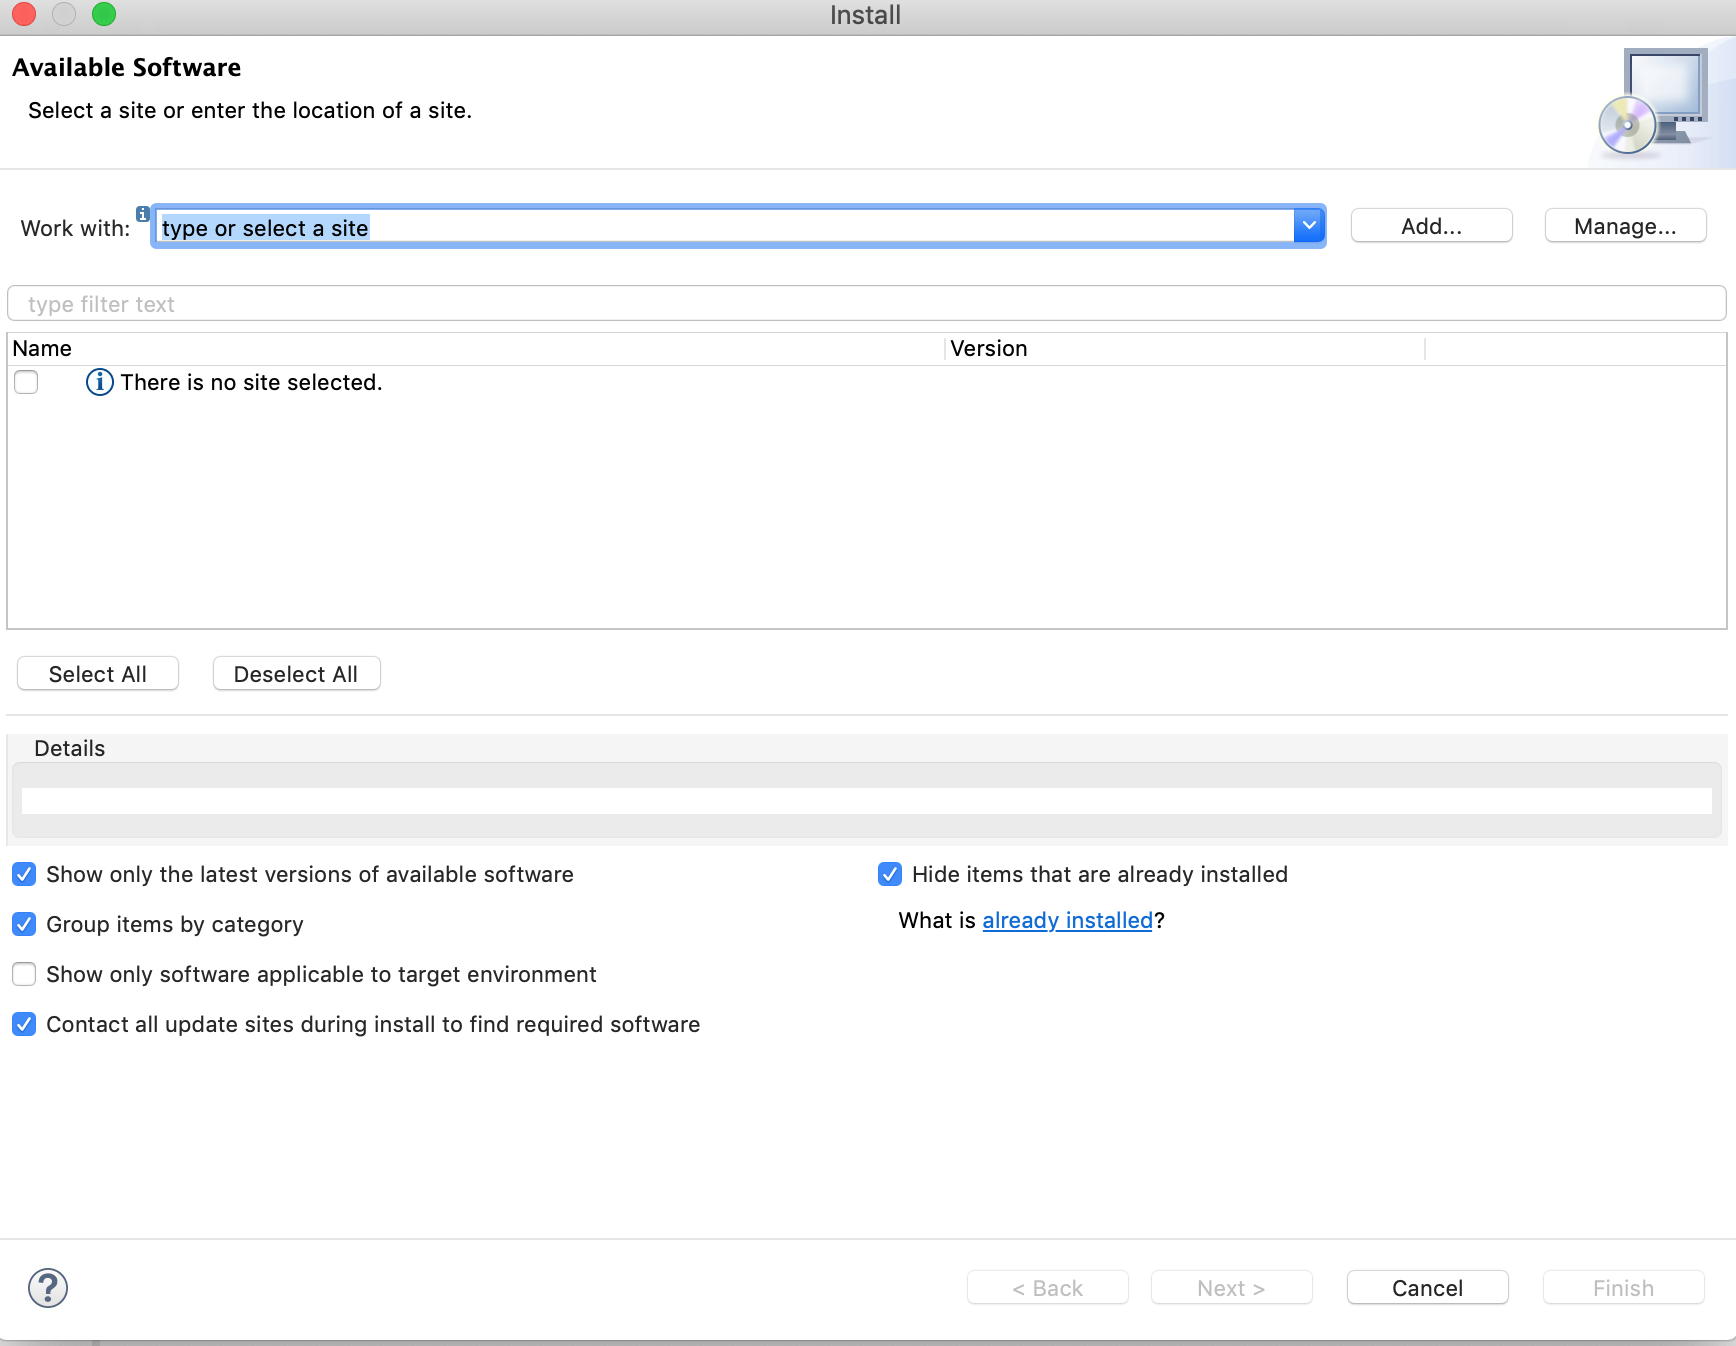 Install
Available Software
Select a site or enter the location of a site.
Work with: type or select a site Add... Manage...
type filter text
Name Version
There is no site selected.
Select All Deselect All
Details
Show only the latest versions of available software Hide items that are already installed
Group items by category What is already installed?
Show only software applicable to target environment
Contact all update sites during install to find required software
? < Back Next > Cancel Finish